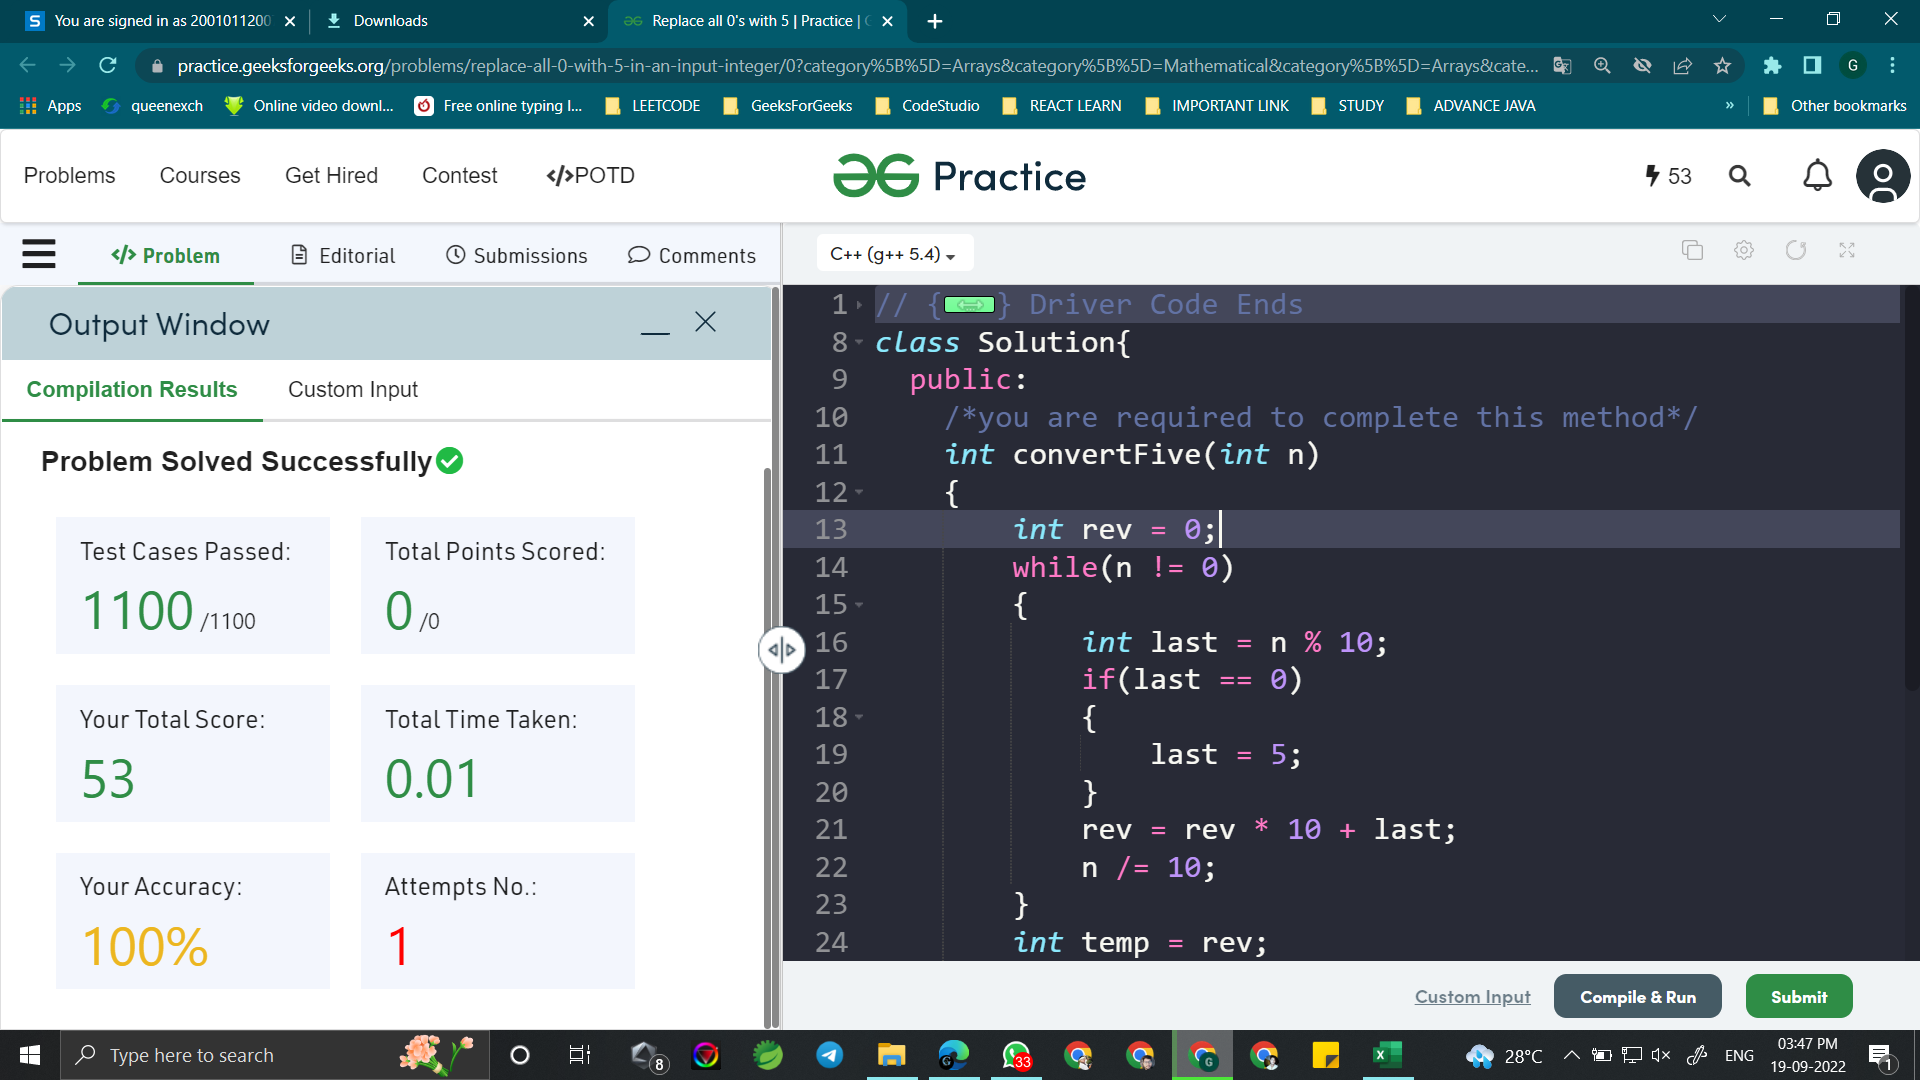 You are signed in as 2001011200
Downloads
Replace all 0's with 5 | Practice |
practice.geeksforgeeks.org/problems/replace-all-0-with-5-in-an-input-integer/0?category%5B%5D=Arrays&category%5B%5D=Mathematical&category%5B%5D=Arrays&cate...
G
Apps
queenexch
Online video downl...
Free online typing I...
LEETCODE
GeeksForGeeks
CodeStudio
REACT LEARN
IMPORTANT LINK
STUDY
ADVANCE JAVA
»
Other bookmarks
Problems
Courses
Get Hired
Contest
</>POTD
Practice
53
</> Problem
Editorial
Submissions
Comments
C++ (g++ 5.4)
Output Window
Compilation Results
Custom Input
Problem Solved Successfully
Test Cases Passed:
1100 /1100
Total Points Scored:
0 /0
Your Total Score:
53
Total Time Taken:
0.01
Your Accuracy:
100%
Attempts No.:
1
1 // {} Driver Code Ends
8 class Solution{
9 public:
10 /*you are required to complete this method*/
11 int convertFive(int n)
12 {
13 int rev = 0;
14 while(n != 0)
15 {
16 int last = n % 10;
17 if(last == 0)
18 {
19 last = 5;
20 }
21 rev = rev * 10 + last;
22 n /= 10;
23 }
24 int temp = rev;
Custom Input
Compile & Run
Submit
Type here to search
8
33
G
28°C
ENG
03:47 PM
19-09-2022
1